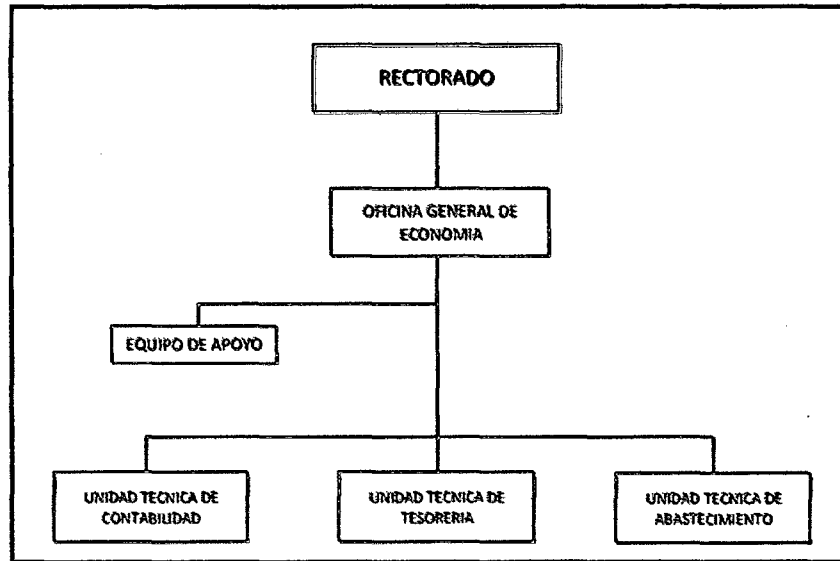 RECTORADO
OFICINA GENERAL DE
ECONOMIA
EQUIPO DE APOYO
UNIDAD TECNICA DE
CONTABILIDAD
UNIDAD TECNICA DE
TESORERIA
UNIDAD TECNICA DE
ABASTECIMIENTO